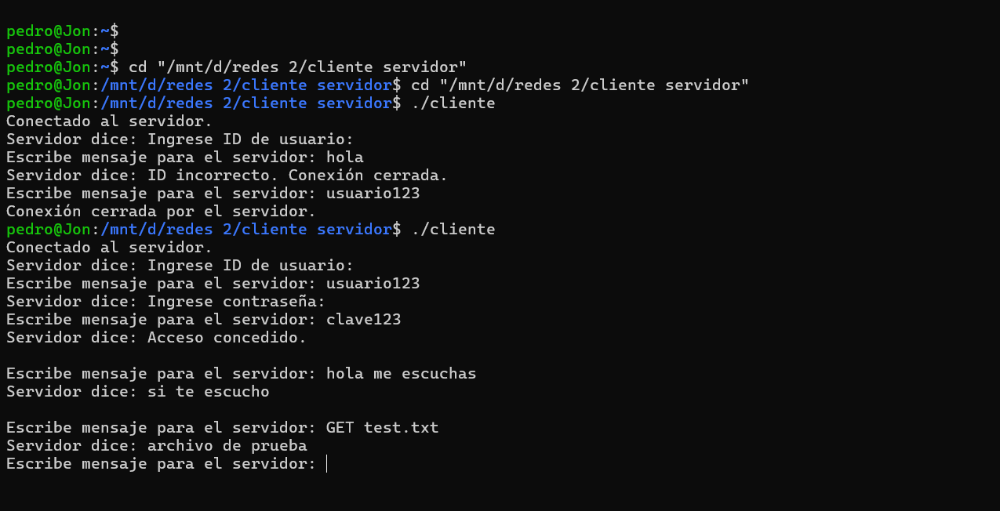 pedro@Jon:~$
pedro@Jon:~$
pedro@Jon:~$ cd "/mnt/d/redes 2/cliente servidor"
pedro@Jon:/mnt/d/redes 2/cliente servidor$ cd "/mnt/d/redes 2/cliente servidor"
pedro@Jon:/mnt/d/redes 2/cliente servidor$ ./cliente
Conectado al servidor.
Servidor dice: Ingrese ID de usuario:
Escribe mensaje para el servidor: hola
Servidor dice: ID incorrecto. Conexión cerrada.
Escribe mensaje para el servidor: usuario123
Conexión cerrada por el servidor.
pedro@Jon:/mnt/d/redes 2/cliente servidor$ ./cliente
Conectado al servidor.
Servidor dice: Ingrese ID de usuario:
Escribe mensaje para el servidor: usuario123
Servidor dice: Ingrese contraseña:
Escribe mensaje para el servidor: clave123
Servidor dice: Acceso concedido.
Escribe mensaje para el servidor: hola me escuchas
Servidor dice: si te escucho
Escribe mensaje para el servidor: GET test.txt
Servidor dice: archivo de prueba
Escribe mensaje para el servidor: